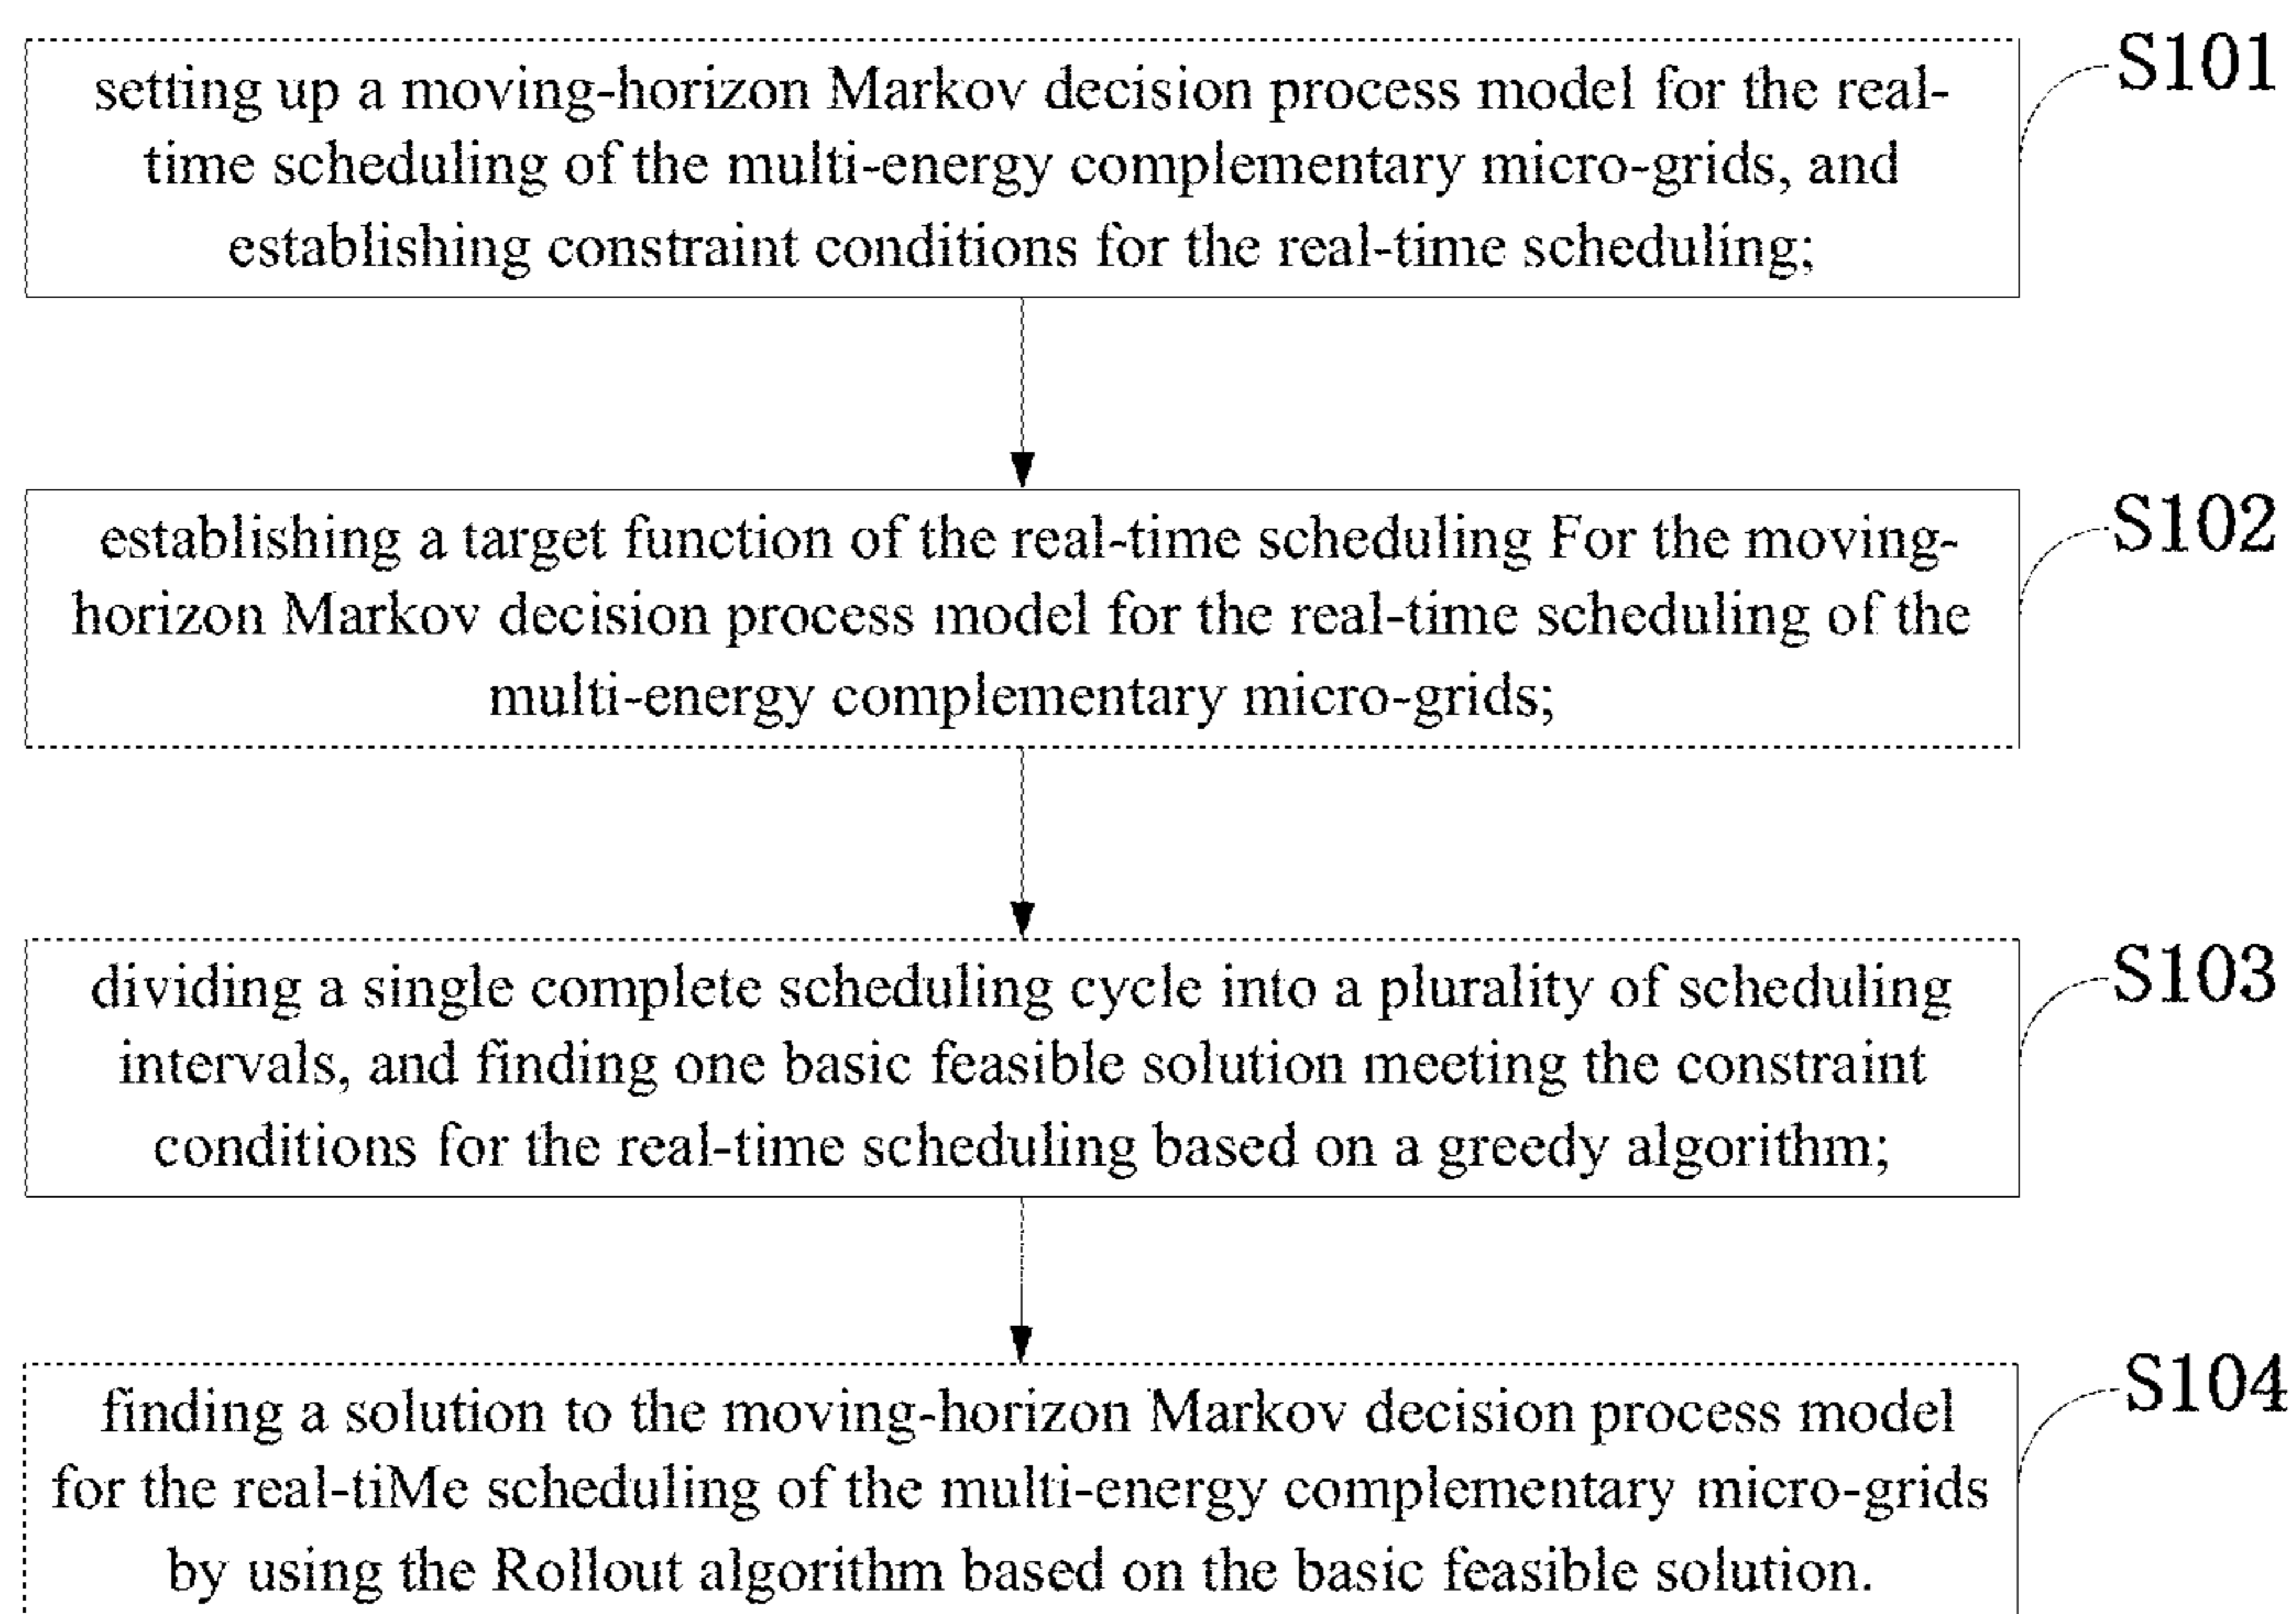 setting up a moving-horizon Markov decision process model for the real-
time scheduling of the multi-energy complementary micro-grids, and
establishing constraint conditions for the real-time scheduling;
S101
establishing a target function of the real-time scheduling For the moving-
horizon Markov decision process model for the real-time scheduling of the
multi-energy complementary micro-grids;
S102
dividing a single complete scheduling cycle into a plurality of scheduling
intervals, and finding one basic feasible solution meeting the constraint
conditions for the real-time scheduling based on a greedy algorithm;
S103
finding a solution to the moving-horizon Markov decision process model
for the real-tiMe scheduling of the multi-energy complementary micro-grids
by using the Rollout algorithm based on the basic feasible solution.
S104